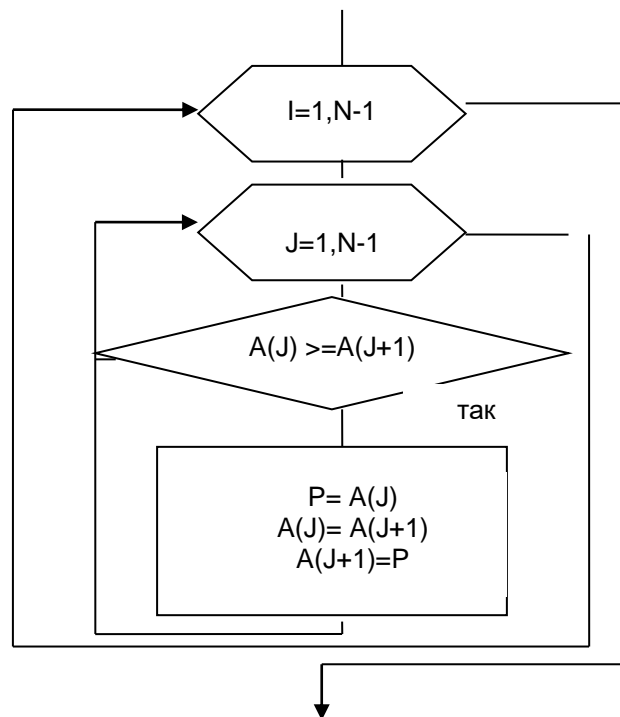 I=1,N-1
J=1,N-1
A(J) >=A(J+1)
так
P= A(J)
A(J)= A(J+1)
A(J+1)=P